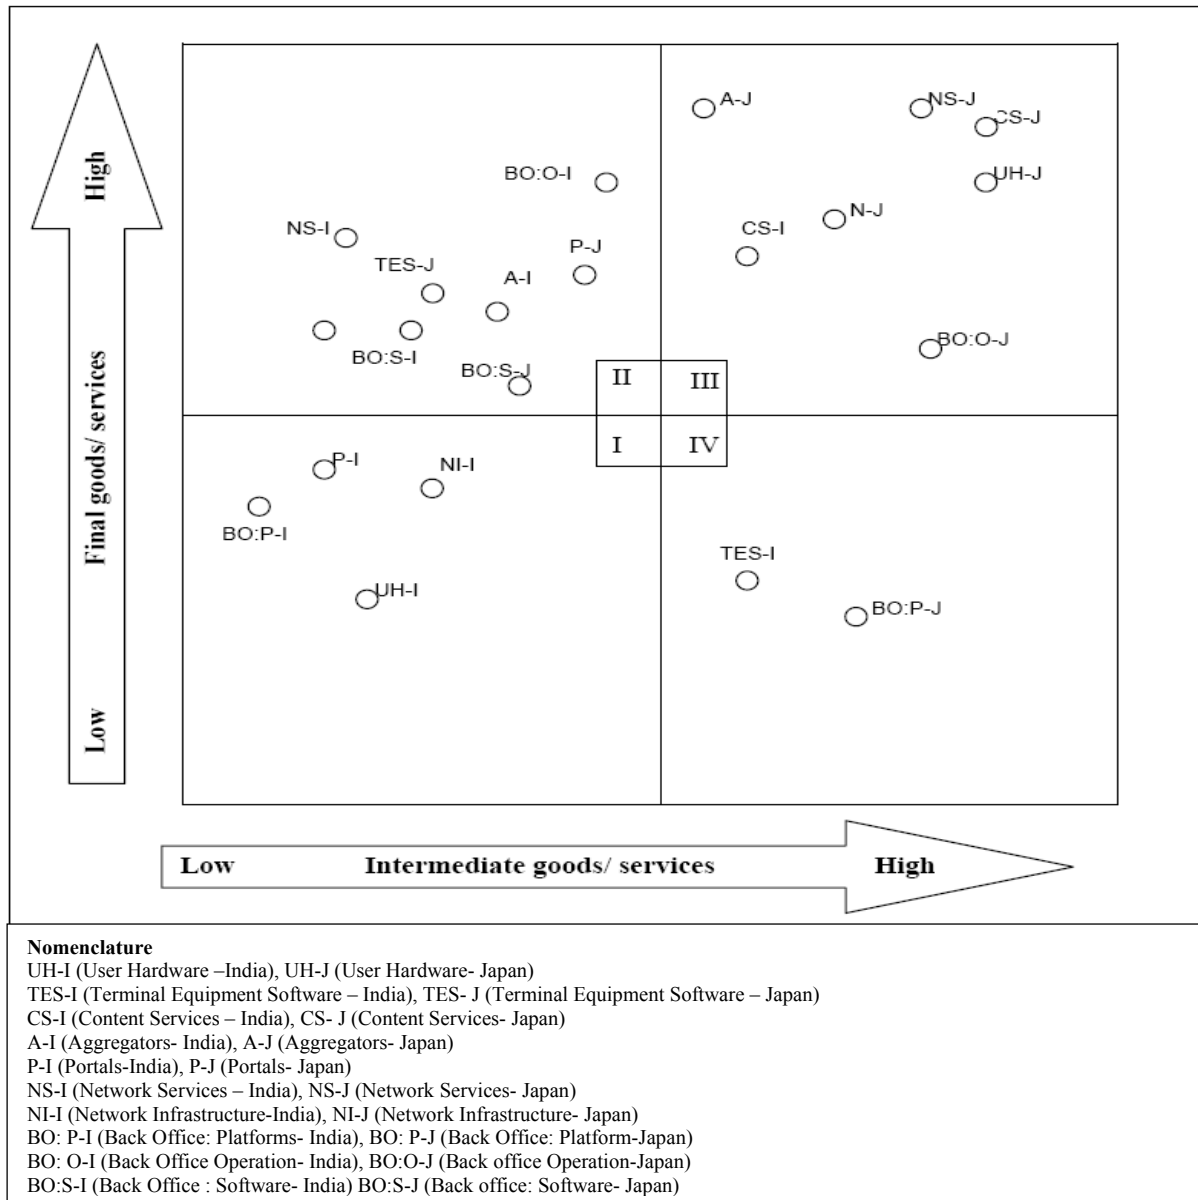 A-J
NS-J
CS-J
High
BO:O-I
UH-J
N-J
NS-I
CS-I
P-J
TES-J
A-I
BO:O-J
BO:S-I
BO:S-J
II
III
I
IV
Final goods/ services
P-I
NI-I
BO:P-I
TES-I
UH-I
BO:P-J
Low
Low Intermediate goods/ services High
Nomenclature
UH-I (User Hardware –India), UH-J (User Hardware- Japan)
TES-I (Terminal Equipment Software – India), TES- J (Terminal Equipment Software – Japan)
CS-I (Content Services – India), CS- J (Content Services- Japan)
A-I (Aggregators- India), A-J (Aggregators- Japan)
P-I (Portals-India), P-J (Portals- Japan)
NS-I (Network Services – India), NS-J (Network Services- Japan)
NI-I (Network Infrastructure-India), NI-J (Network Infrastructure- Japan)
BO: P-I (Back Office: Platforms- India), BO: P-J (Back Office: Platform-Japan)
BO: O-I (Back Office Operation- India), BO:O-J (Back office Operation-Japan)
BO:S-I (Back Office : Software- India) BO:S-J (Back office: Software- Japan)